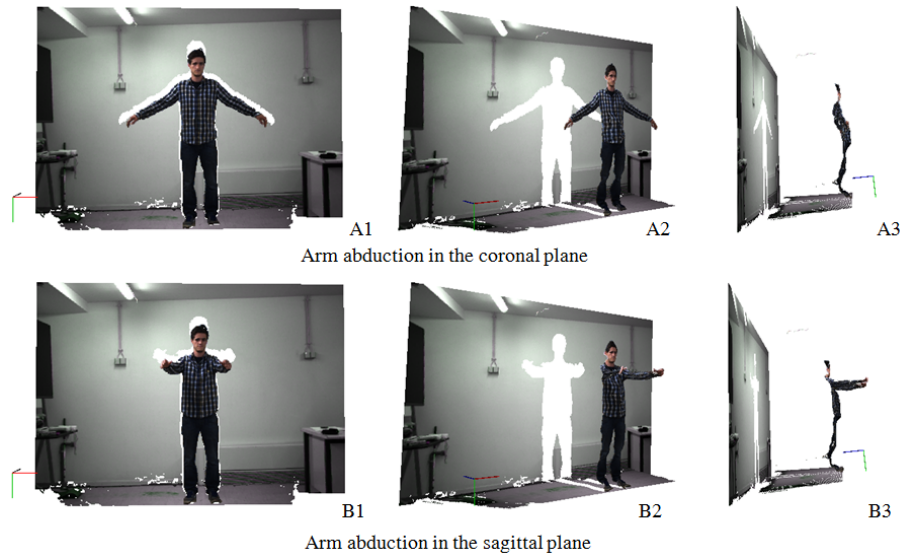 A1 A2 A3
Arm abduction in the coronal plane
B1 B2 B3
Arm abduction in the sagittal plane